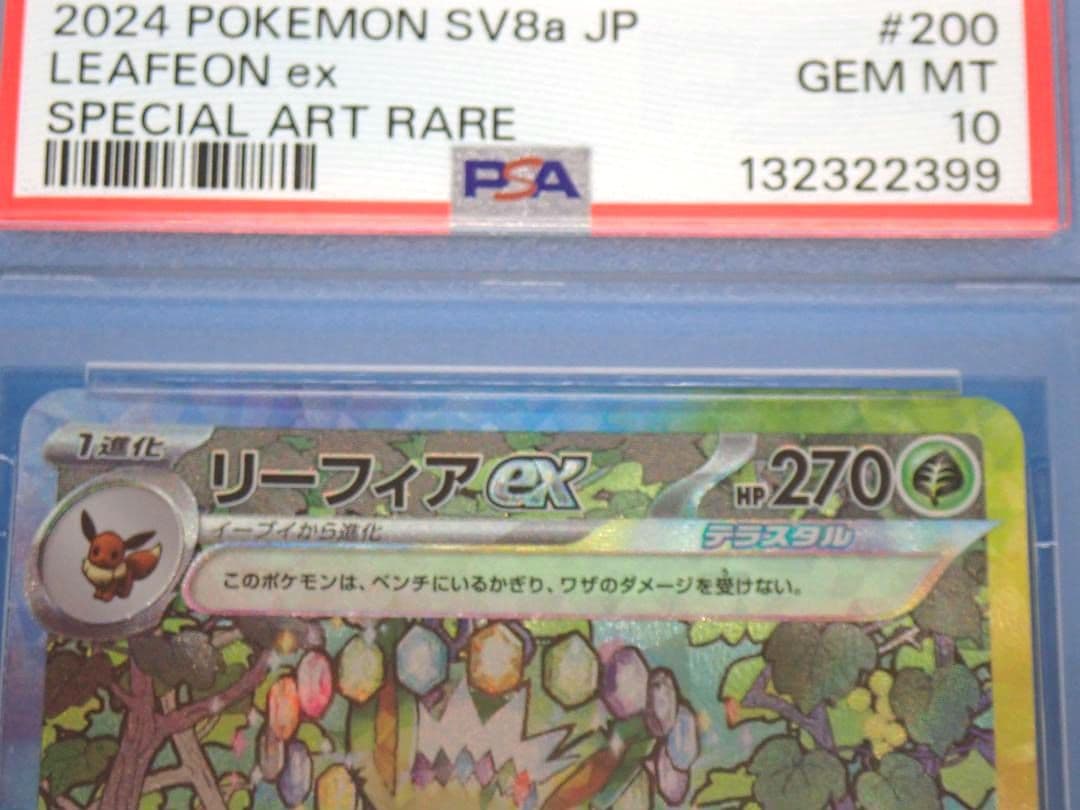 2024 POKEMON SV8a JP #200
LEAFEON ex GEM MT
SPECIAL ART RARE 10
PSA 132322399
1進化
リーフィアex HP 270
イーブイから進化 テラスタル
このポケモンは、ベンチにいるかぎり、ワザのダメージを受けない。